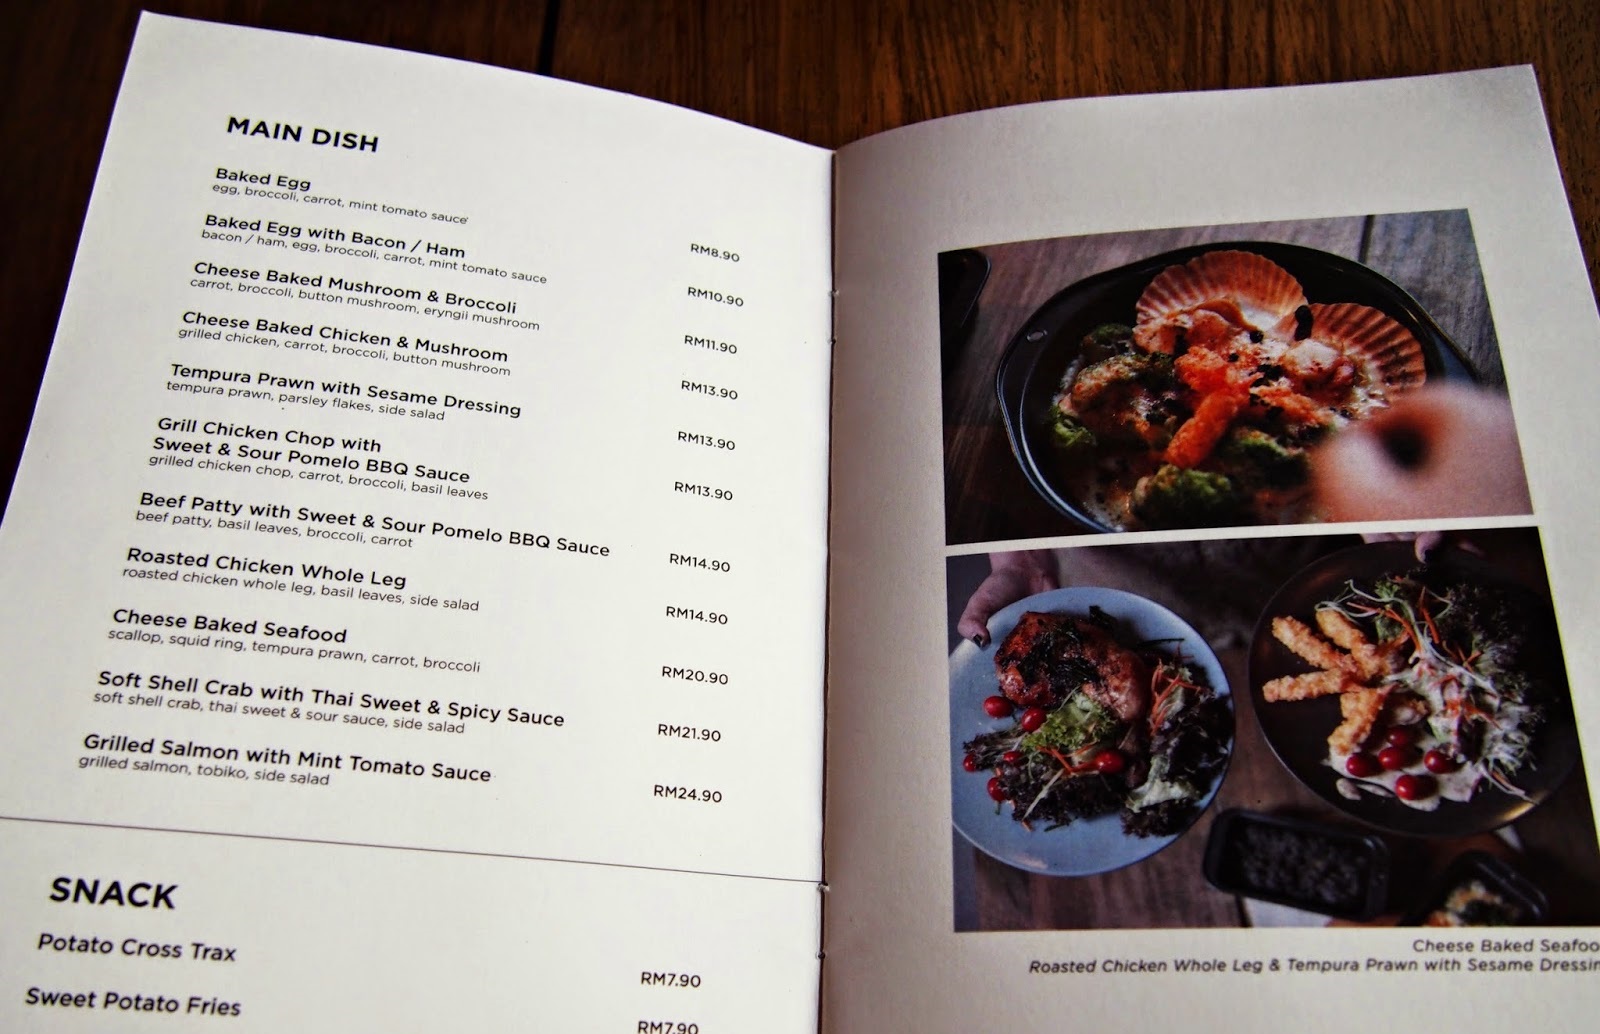 MAIN DISH
Baked Egg
egg, broccoli, carrot, mint tomato sauce
RM8.90
Baked Egg with Bacon / Ham
bacon / ham, egg, broccoli, carrot, mint tomato sauce
RM10.90
Cheese Baked Mushroom & Broccoli
carrot, broccoli, button mushroom, eryngii mushroom
RM11.90
Cheese Baked Chicken & Mushroom
grilled chicken, carrot, broccoli, button mushroom
RM13.90
Tempura Prawn with Sesame Dressing
tempura prawn, parsley flakes, side salad
RM13.90
Grill Chicken Chop with
Sweet & Sour Pomelo BBQ Sauce
grilled chicken chop, carrot, broccoli, basil leaves
RM13.90
Beef Patty with Sweet & Sour Pomelo BBQ Sauce
beef patty, basil leaves, broccoli, carrot
RM14.90
Roasted Chicken Whole Leg
roasted chicken whole leg, basil leaves, side salad
RM14.90
Cheese Baked Seafood
scallop, squid ring, tempura prawn, carrot, broccoli
RM20.90
Soft Shell Crab with Thai Sweet & Spicy Sauce
soft shell crab, thai sweet & sour sauce, side salad
RM21.90
Grilled Salmon with Mint Tomato Sauce
grilled salmon, tobiko, side salad
RM24.90
SNACK
Potato Cross Trax
RM7.90
Sweet Potato Fries
RM7.90
Cheese Baked Seafoo
Roasted Chicken Whole Leg & Tempura Prawn with Sesame Dressin